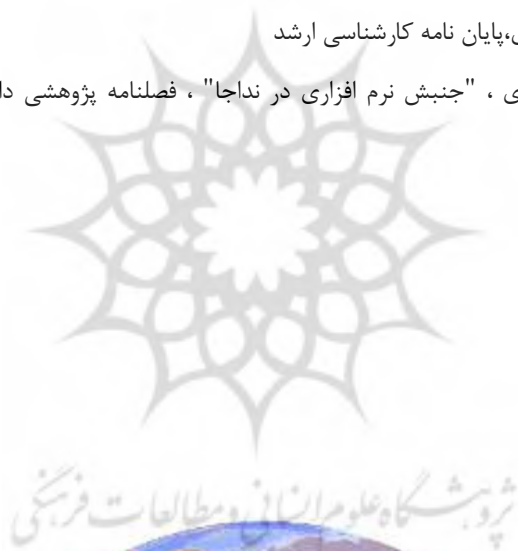 ،پایان نامه کارشناسی ارشد
ی ، "جنبش نرم افزاری در نداجا" ، فصلنامه پژوهشی دا
پژوهشگاه علوم انسانی و مطالعات فرهنگی